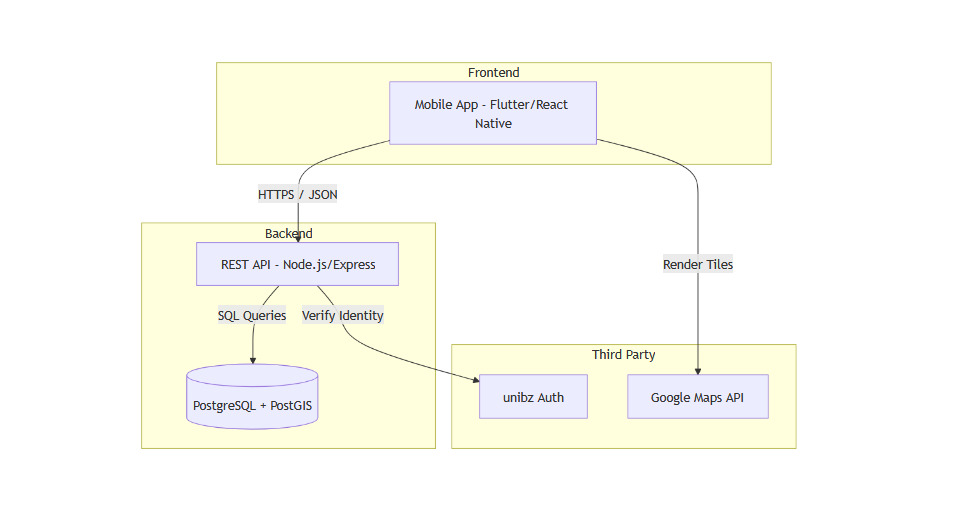 Frontend
Mobile App - Flutter/React
Native
HTTPS / JSON
Backend
REST API - Node.js/Express
Render Tiles
SQL Queries
Verify Identity
Third Party
PostgreSQL + PostGIS
unibz Auth
Google Maps API